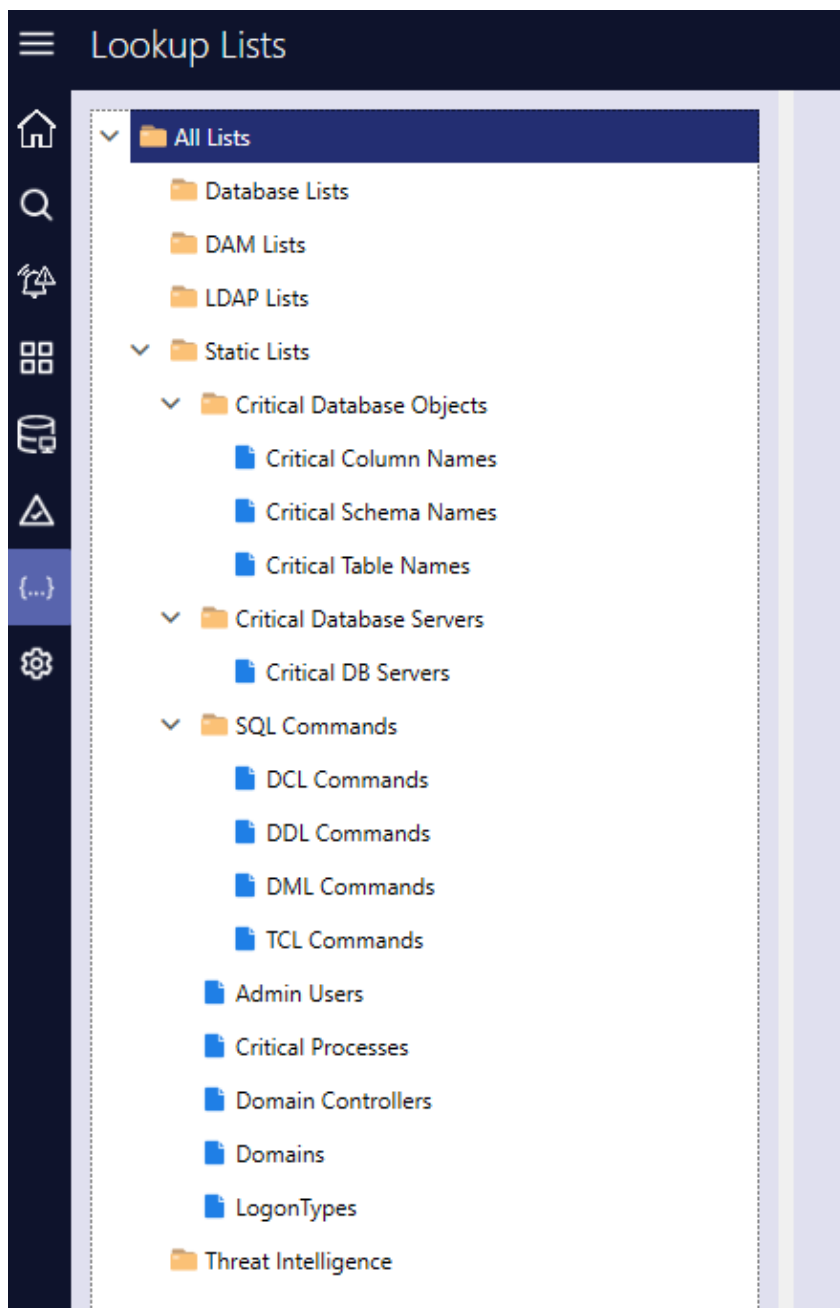 Lookup Lists
All Lists
Database Lists
DAM Lists
LDAP Lists
Static Lists
Critical Database Objects
Critical Column Names
Critical Schema Names
Critical Table Names
{...}
Critical Database Servers
Critical DB Servers
SQL Commands
DCL Commands
DDL Commands
DML Commands
TCL Commands
Admin Users
Critical Processes
Domain Controllers
Domains
LogonTypes
Threat Intelligence